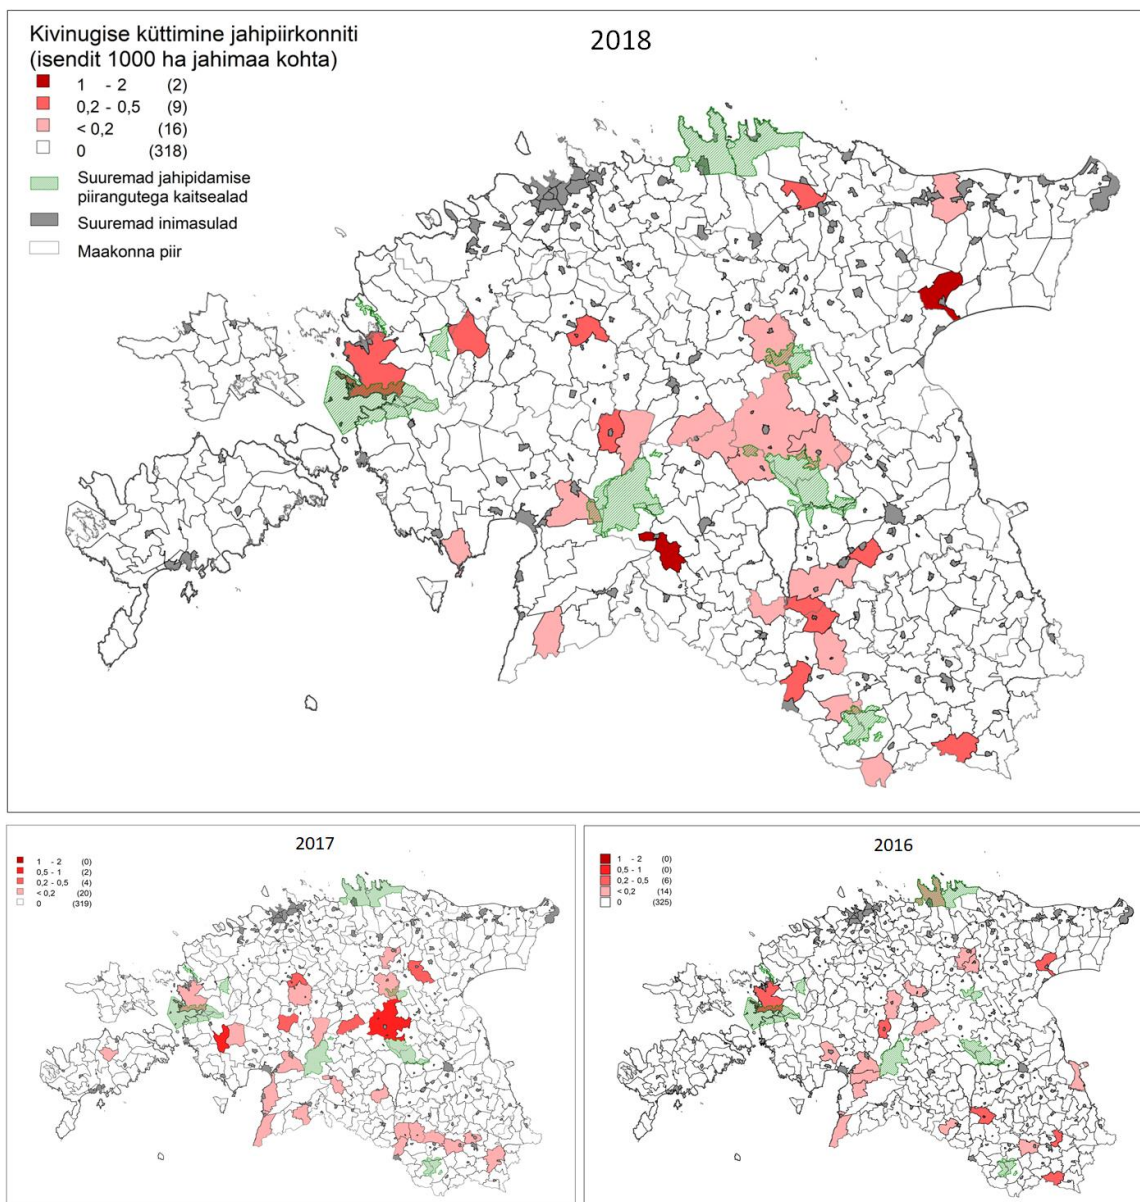 Kivinugise küttimine jahipiirkonniti
(isendit 1000 ha jahimaa kohta)
2018
1 - 2 (2)
0,2 - 0,5 (9)
< 0,2 (16)
0 (318)
Suuremad jahipidamise
piirangutega kaitsealad
Suuremad inimasulad
Maakonna piir
2017
1 - 2 (0)
0,5 - 1 (2)
0,2 - 0,5 (4)
< 0,2 (20)
0 (319)
2016
1 - 2 (0)
0,5 - 1 (0)
0,2 - 0,5 (6)
< 0,2 (14)
0 (325)